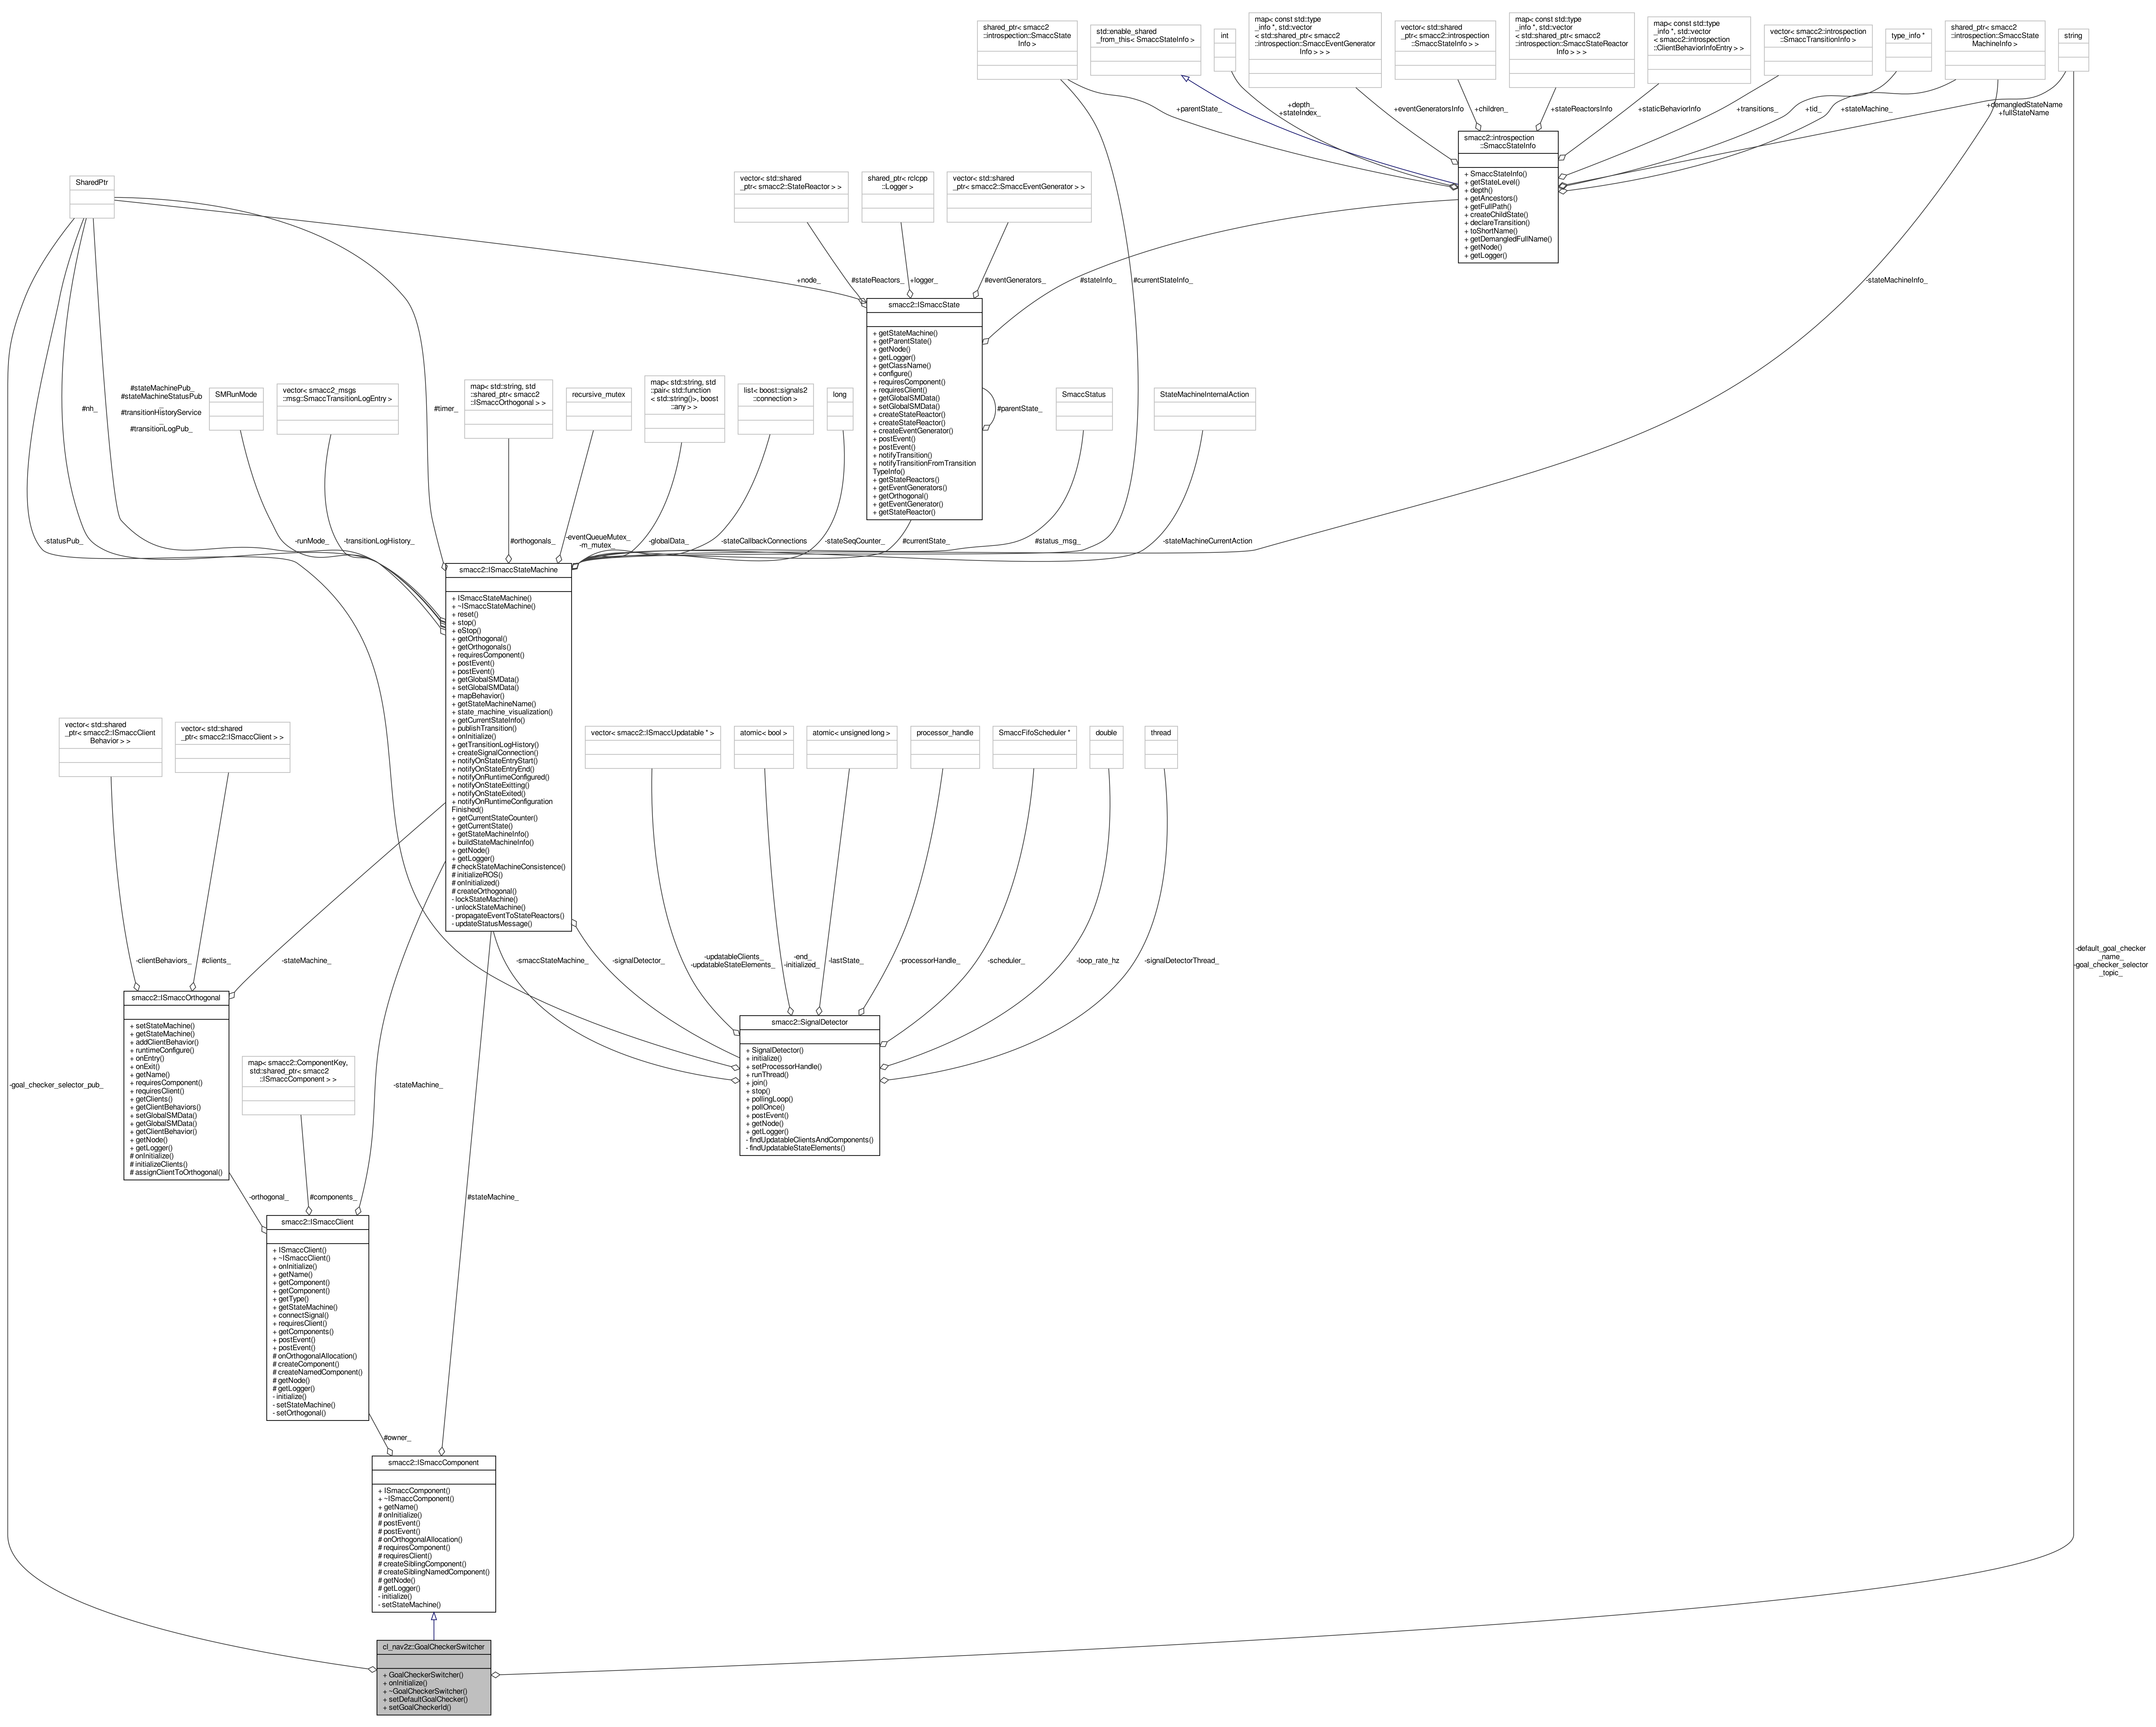 shared_ptr< smacc2
::introspection::SmaccState
Info >
std::enable_shared
_from_this< SmaccStateInfo >
int
map< const std::type
_info *, std::vector
< std::shared_ptr< smacc2
::introspection::SmaccEventGenerator
Info > > >
vector< std::shared
_ptr< smacc2::introspection
::SmaccStateInfo > >
map< const std::type
_info *, std::vector
< std::shared_ptr< smacc2
::introspection::SmaccStateReactor
Info > > >
map< const std::type
_info *, std::vector
< smacc2::introspection
::ClientBehaviorInfoEntry > >
vector< smacc2::introspection
::SmaccTransitionInfo >
type_info *
shared_ptr< smacc2
::introspection::SmaccState
MachineInfo >
string
+parentState_
+depth_
+stateIndex_
+eventGeneratorsInfo
+children_
+stateReactorsInfo
+staticBehaviorInfo
+transitions_
+tid_
+stateMachine_
+demangledStateName
+fullStateName
smacc2::introspection
::SmaccStateInfo
+ SmaccStateInfo()
+ getStateLevel()
+ depth()
+ getAncestors()
+ getFullPath()
+ createChildState()
+ declareTransition()
+ toShortName()
+ getDemangledFullName()
+ getNode()
+ getLogger()
SharedPtr
vector< std::shared
_ptr< smacc2::StateReactor > >
shared_ptr< rclcpp
::Logger >
vector< std::shared
_ptr< smacc2::SmaccEventGenerator > >
+node_
#stateReactors_
+logger_
#eventGenerators_
#stateInfo_
#currentStateInfo_
-stateMachineInfo_
smacc2::ISmaccState
+ getStateMachine()
+ getParentState()
+ getNode()
+ getLogger()
+ getClassName()
+ configure()
+ requiresComponent()
+ requiresClient()
+ getGlobalSMData()
+ setGlobalSMData()
+ createStateReactor()
+ createStateReactor()
+ createEventGenerator()
+ postEvent()
+ postEvent()
+ notifyTransition()
+ notifyTransitionFromTransition
TypeInfo()
+ getStateReactors()
+ getEventGenerators()
+ getOrthogonal()
+ getEventGenerator()
+ getStateReactor()
#parentState_
#nh_
#stateMachinePub_
#stateMachineStatusPub
_
#transitionHistoryService
_
#transitionLogPub_
SMRunMode
vector< smacc2_msgs
::msg::SmaccTransitionLogEntry >
#timer_
map< std::string, std
::shared_ptr< smacc2
::ISmaccOrthogonal > >
recursive_mutex
map< std::string, std
::pair< std::function
< std::string()>, boost
::any > >
list< boost::signals2
::connection >
long
SmaccStatus
StateMachineInternalAction
-statusPub_
-runMode_
-transitionLogHistory_
#orthogonals_
-eventQueueMutex_
-m_mutex_
-globalData_
-stateCallbackConnections
-stateSeqCounter_
#currentState_
#status_msg_
-stateMachineCurrentAction
smacc2::ISmaccStateMachine
+ ISmaccStateMachine()
+ ~ISmaccStateMachine()
+ reset()
+ stop()
+ eStop()
+ getOrthogonal()
+ getOrthogonals()
+ requiresComponent()
+ postEvent()
+ postEvent()
+ getGlobalSMData()
+ setGlobalSMData()
+ mapBehavior()
+ getStateMachineName()
+ state_machine_visualization()
+ getCurrentStateInfo()
+ publishTransition()
+ onInitialize()
+ getTransitionLogHistory()
+ createSignalConnection()
+ notifyOnStateEntryStart()
+ notifyOnStateEntryEnd()
+ notifyOnRuntimeConfigured()
+ notifyOnStateExitting()
+ notifyOnStateExited()
+ notifyOnRuntimeConfiguration
Finished()
+ getCurrentStateCounter()
+ getCurrentState()
+ getStateMachineInfo()
+ buildStateMachineInfo()
+ getNode()
+ getLogger()
# checkStateMachineConsistence()
# initializeROS()
# onInitialized()
# createOrthogonal()
- lockStateMachine()
- unlockStateMachine()
- propagateEventToStateReactors()
- updateStatusMessage()
vector< std::shared
_ptr< smacc2::ISmaccClient
Behavior > >
vector< std::shared
_ptr< smacc2::ISmaccClient > >
vector< smacc2::ISmaccUpdatable * >
atomic< bool >
atomic< unsigned long >
processor_handle
SmaccFifoScheduler *
double
thread
-clientBehaviors_
#clients_
-stateMachine_
-smaccStateMachine_
-signalDetector_
-updatableClients_
-updatableStateElements_
-end_
-initialized_
-lastState_
-processorHandle_
-scheduler_
-loop_rate_hz
-signalDetectorThread_
-default_goal_checker
_name_
-goal_checker_selector
_topic_
smacc2::ISmaccOrthogonal
+ setStateMachine()
+ getStateMachine()
+ addClientBehavior()
+ runtimeConfigure()
+ onEntry()
+ onExit()
+ getName()
+ requiresComponent()
+ requiresClient()
+ getClients()
+ getClientBehaviors()
+ setGlobalSMData()
+ getGlobalSMData()
+ getClientBehavior()
+ getNode()
+ getLogger()
# onInitialize()
# initializeClients()
# assignClientToOrthogonal()
smacc2::SignalDetector
+ SignalDetector()
+ initialize()
+ setProcessorHandle()
+ runThread()
+ join()
+ stop()
+ pollingLoop()
+ pollOnce()
+ postEvent()
+ getNode()
+ getLogger()
- findUpdatableClientsAndComponents()
- findUpdatableStateElements()
map< smacc2::ComponentKey,
std::shared_ptr< smacc2
::ISmaccComponent > >
-goal_checker_selector_pub_
-stateMachine_
-orthogonal_
#components_
#stateMachine_
smacc2::ISmaccClient
+ ISmaccClient()
+ ~ISmaccClient()
+ onInitialize()
+ getName()
+ getComponent()
+ getComponent()
+ getType()
+ getStateMachine()
+ connectSignal()
+ requiresClient()
+ getComponents()
+ postEvent()
+ postEvent()
# onOrthogonalAllocation()
# createComponent()
# createNamedComponent()
# getNode()
# getLogger()
- initialize()
- setStateMachine()
- setOrthogonal()
#owner_
smacc2::ISmaccComponent
+ ISmaccComponent()
+ ~ISmaccComponent()
+ getName()
# onInitialize()
# postEvent()
# postEvent()
# onOrthogonalAllocation()
# requiresComponent()
# requiresClient()
# createSiblingComponent()
# createSiblingNamedComponent()
# getNode()
# getLogger()
- initialize()
- setStateMachine()
cl_nav2z::GoalCheckerSwitcher
+ GoalCheckerSwitcher()
+ onInitialize()
+ ~GoalCheckerSwitcher()
+ setDefaultGoalChecker()
+ setGoalCheckerId()